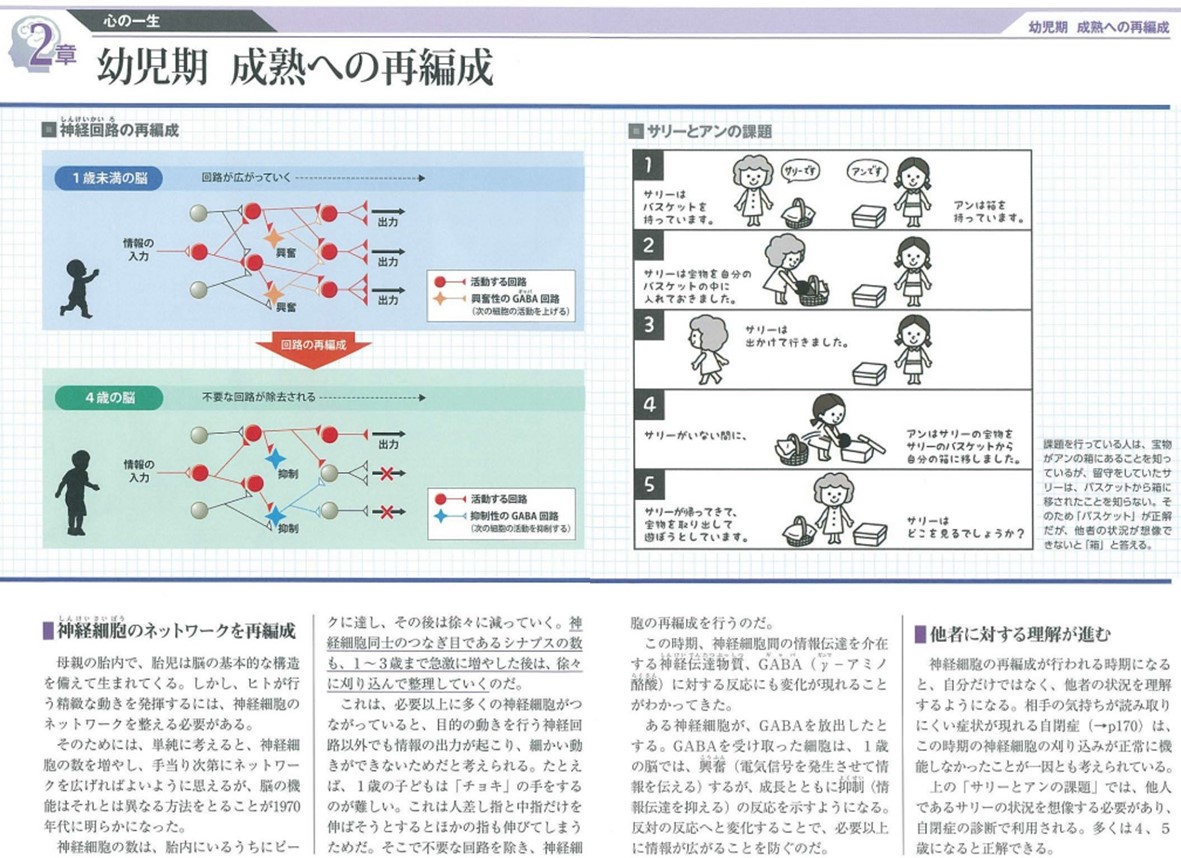 心の一生
2章
幼児期 成熟への再編成
幼児期 成熟への再編成
■神経回路の再編成
しんけいかいろ
1歳未満の脳
回路が広がっていく
情報の
入力
興奮
興奮
出力
出力
出力
活動する回路
ギャバ
興奮性のGABA回路
(次の細胞の活動を上げる)
回路の再編成
4歳の脳
不要な回路が除去される
情報の
入力
抑制
抑制
出力
活動する回路
抑制性のGABA回路
(次の細胞の活動を抑制する)
■サリーとアンの課題
1
サリーは
バスケットを
持っています。
サリーです
アンです
アンは箱を
持っています。
2
サリーは宝物を自分の
バスケットの中に
入れておきました。
3
サリーは
出かけて行きました。
4
サリーがいない間に、
アンはサリーの宝物を
サリーのバスケットから
自分の箱に移しました。
5
サリーが帰ってきて、
宝物を取り出して
遊ぼうとしています。
サリーは
どこを見るでしょうか?
課題を行っている人は、宝物
がアンの箱にあることを知っ
ているが、留守をしていたサ
リーは、バスケットから箱に
移されたことを知らない。そ
のため「バスケット」が正解
だが、他者の状況が想像で
きないと「箱」と答える。
しんけいさいぼう
神経細胞のネットワークを再編成
母親の胎内で、胎児は脳の基本的な構造
を備えて生まれてくる。しかし、ヒトが行
う精緻な動きを発揮するには、神経細胞の
ネットワークを整える必要がある。
そのためには、単純に考えると、神経細
胞の数を増やし、手当り次第にネットワー
クを広げればよいように思えるが、脳の機
能はそれとは異なる方法をとることが1970
年代に明らかになった。
神経細胞の数は、胎内にいるうちにピー
クに達し、その後は徐々に減っていく。神
経細胞同士のつなぎ目であるシナプスの数
も、1~3歳まで急激に増やした後は、徐々
に刈り込んで整理していくのだ。
これは、必要以上に多くの神経細胞がつ
ながっていると、目的の動きを行う神経回
路以外でも情報の出力が起こり、細かい動
きができないためだと考えられる。たとえ
ば、1歳の子どもは「チョキ」の手をする
のが難しい。これは人差し指と中指だけを
伸ばそうとするとほかの指も伸びてしまう
ためだ。そこで不要な回路を除き、神経細
胞の再編成を行うのだ。
この時期、神経細胞間の情報伝達を介在
する神経伝達物質、GABA(γ-アミノ
酪酸)に対する反応にも変化が現れること
がわかってきた。
ある神経細胞が、GABAを放出したと
する。GABAを受け取った細胞は、1歳
の脳では、興奮(電気信号を発生させて情
報を伝える)するが、成長とともに抑制(情
報伝達を抑える)の反応を示すようになる。
反対の反応へと変化することで、必要以上
に情報が広がることを防ぐのだ。
他者に対する理解が進む
神経細胞の再編成が行われる時期になる
と、自分だけではなく、他者の状況を理解
するようになる。相手の気持ちが読み取り
にくい症状が現れる自閉症(→p170)は、
この時期の神経細胞の刈り込みが正常に機
能しなかったことが一因とも考えられている。
上の「サリーとアンの課題」では、他人
であるサリーの状況を想像する必要があり、
自閉症の診断で利用される。多くは4、5
歳になると正解できる。